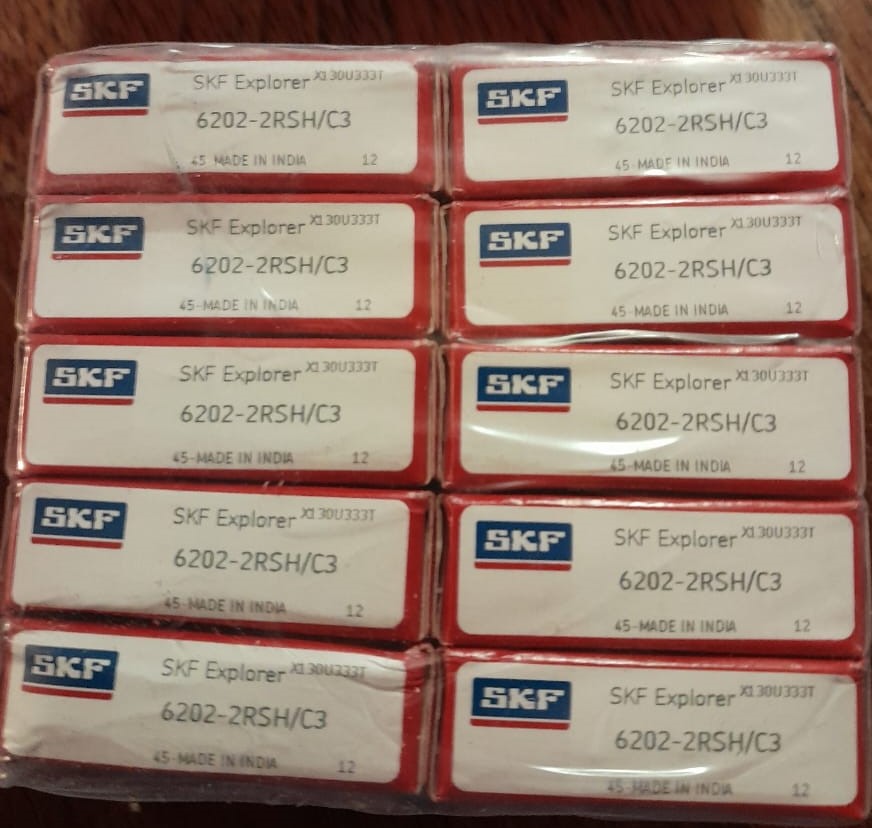 SKF SKF Explorer X130U333T
6202-2RSH/C3
45-MADE IN INDIA 12
SKF SKF Explorer X130U333T
6202-2RSH/C3
45-MADE IN INDIA 12
SKF SKF Explorer X130U333T
6202-2RSH/C3
45-MADE IN INDIA 12
SKF SKF Explorer X130U333T
6202-2RSH/C3
45-MADE IN INDIA 12
SKF SKF Explorer X130U333T
6202-2RSH/C3
45-MADE IN INDIA 12
SKF SKF Explorer X130U333T
6202-2RSH/C3
45-MADE IN INDIA 12
SKF SKF Explorer X130U333T
6202-2RSH/C3
45-MADE IN INDIA 12
SKF SKF Explorer X130U333T
6202-2RSH/C3
45-MADE IN INDIA 12
SKF SKF Explorer X130U333T
6202-2RSH/C3
45-MADE IN INDIA 12
SKF SKF Explorer X130U333T
6202-2RSH/C3
45-MADE IN INDIA 12